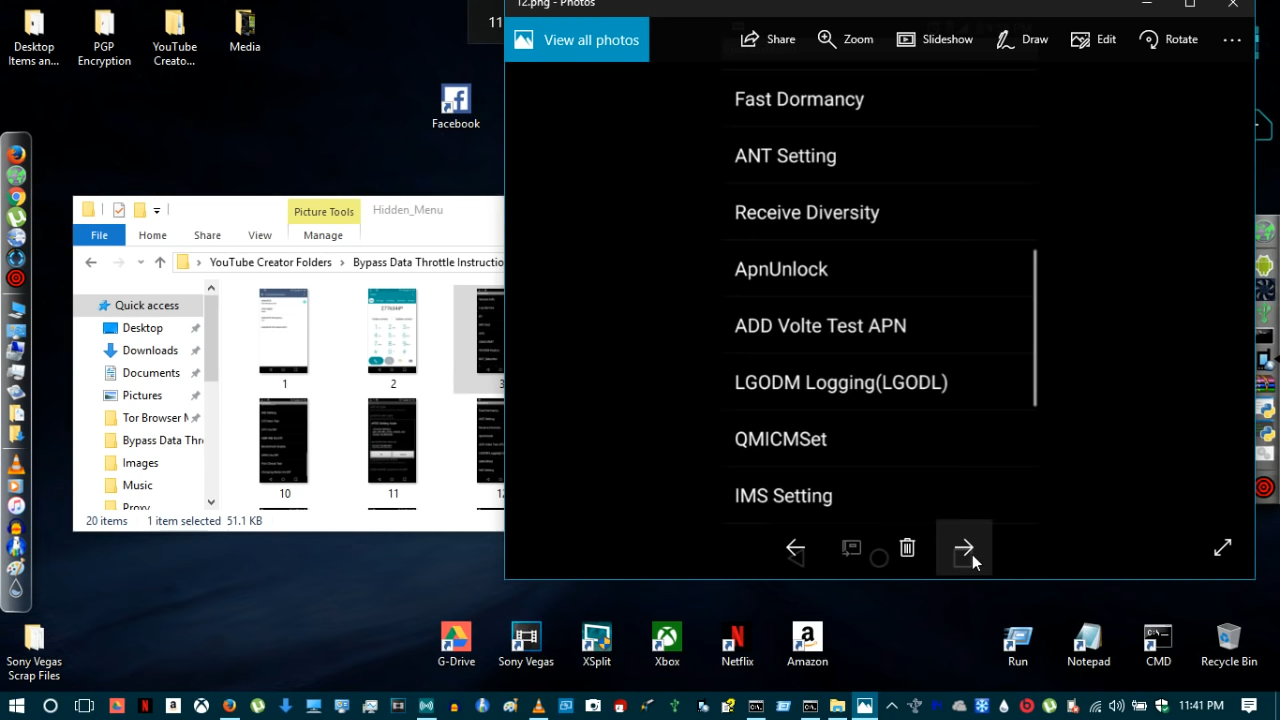 Desktop
Items an...
PGP
Encryption
YouTube
Creato...
Media
11
Facebook
12.png - Photos
View all photos
Share
Zoom
Slideshow
Draw
Edit
Rotate
Fast Dormancy
ANT Setting
Receive Diversity
ApnUnlock
ADD Volte Test APN
LGODM Logging(LGODL)
QMICMSet
IMS Setting
Picture Tools
Hidden_Menu
File
Home
Share
View
Manage
YouTube Creator Folders
Bypass Data Throttle Instructio
Quick access
Desktop
Downloads
Documents
Pictures
Tor Browser
Bypass Data Thr
Images
Music
Proxy
1
2
3
10
11
12
20 items
1 item selected 51.1 KB
Sony Vegas
Scrap Files
G-Drive
Sony Vegas
XSplit
Xbox
Netflix
Amazon
Run
Notepad
CMD
Recycle Bin
11:41 PM